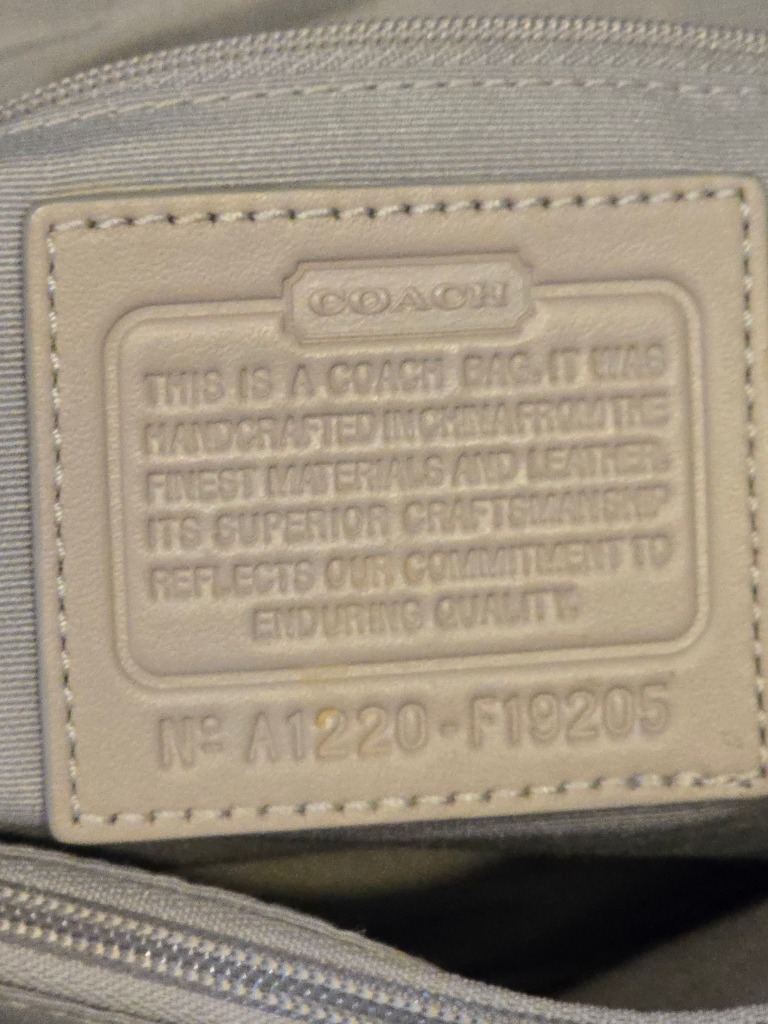 COACH
THIS IS A COACH BAG. IT WAS
HANDCRAFTED IN CHINA FROM THE
FINEST MATERIALS AND LEATHER.
ITS SUPERIOR CRAFTSMANSHIP
REFLECTS OUR COMMITMENT TO
ENDURING QUALITY.
Nº A1220-F19205